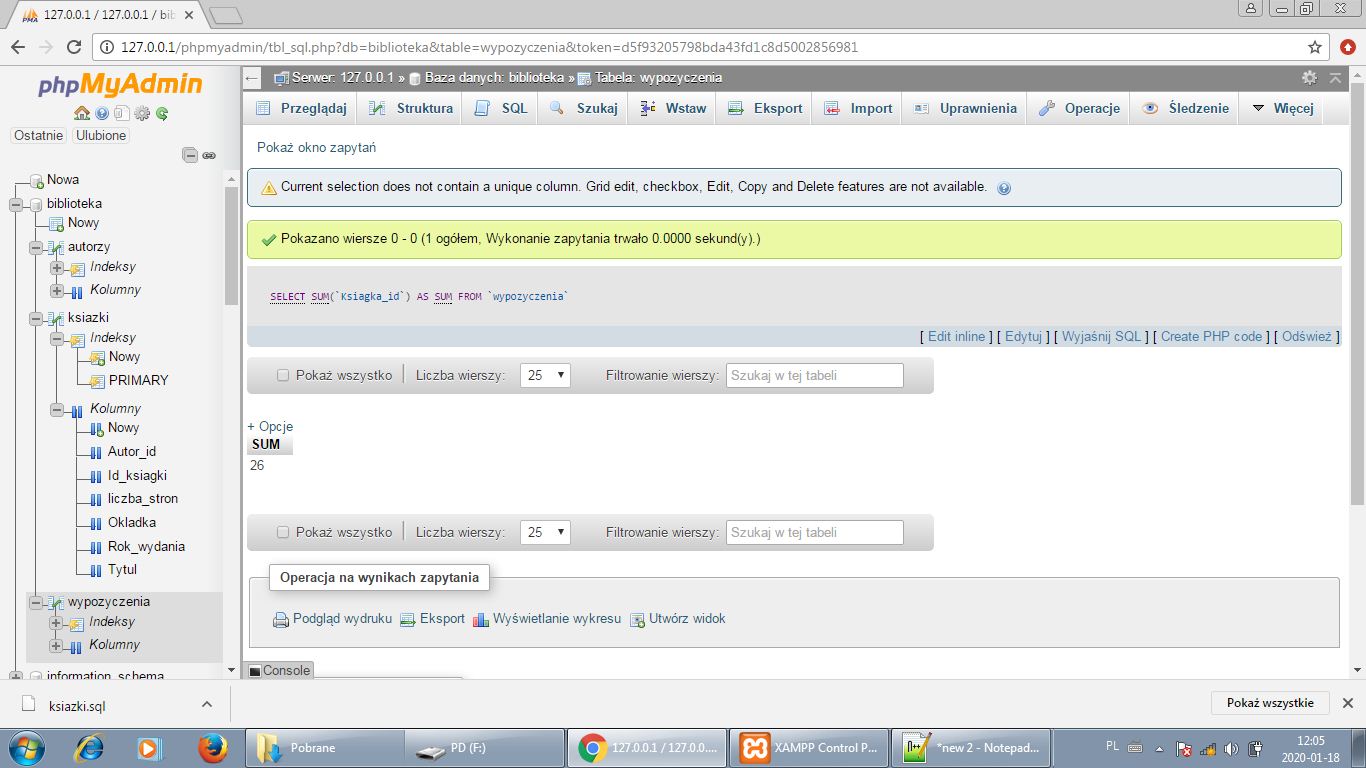 127.0.0.1 / 127.0.0.1 / bib
127.0.0.1/phpmyadmin/tbl_sql.php?db=biblioteka&table=wypozyczenia&token=d5f93205798bda43fd1c8d5002856981
phpMyAdmin
Ostatnie Ulubione
Nowa
biblioteka
Nowy
autorzy
Indeksy
Kolumny
ksiazki
Indeksy
Nowy
PRIMARY
Kolumny
Nowy
Autor_id
Id_ksiagki
liczba_stron
Okladka
Rok_wydania
Tytul
wypozyczenia
Indeksy
Kolumny
information_schema
Serwer: 127.0.0.1 » Baza danych: biblioteka » Tabela: wypozyczenia
Przeglądaj Struktura SQL Szukaj Wstaw Eksport Import Uprawnienia Operacje Śledzenie Więcej
Pokaż okno zapytań
Current selection does not contain a unique column. Grid edit, checkbox, Edit, Copy and Delete features are not available.
Pokazano wiersze 0 - 0 (1 ogółem, Wykonanie zapytania trwało 0.0000 sekund(y).)
SELECT SUM(`Ksiagka_id`) AS SUM FROM `wypozyczenia`
[ Edit inline ] [ Edytuj ] [ Wyjaśnij SQL ] [ Create PHP code ] [ Odśwież ]
Pokaż wszystko Liczba wierszy: 25 Filtrowanie wierszy: Szukaj w tej tabeli
+ Opcje
SUM
26
Pokaż wszystko Liczba wierszy: 25 Filtrowanie wierszy: Szukaj w tej tabeli
Operacja na wynikach zapytania
Podgląd wydruku Eksport Wyświetlanie wykresu Utwórz widok
Console
ksiazki.sql Pokaż wszystkie
Pobrane PD (F:) 127.0.0.1 / 127.0.0.... XAMPP Control P... *new 2 - Notepad... PL 12:05
2020-01-18